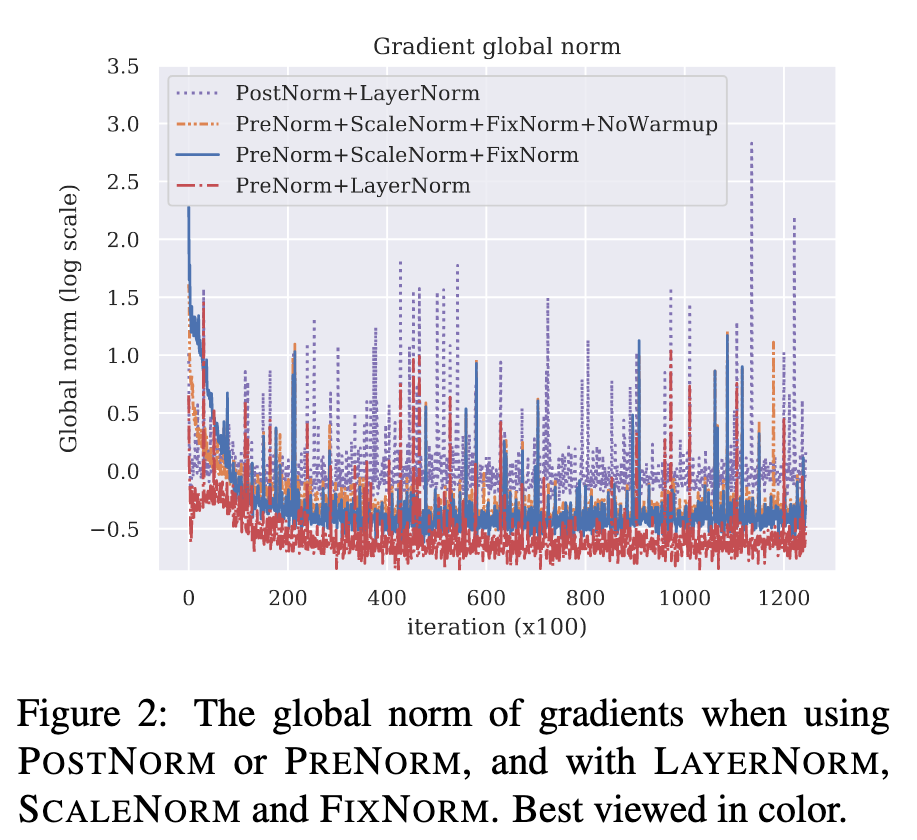 Gradient global norm
3.5
3.0
2.5
2.0
1.5
1.0
0.5
0.0
−0.5
Global norm (log scale)
PostNorm+LayerNorm
PreNorm+ScaleNorm+FixNorm+NoWarmup
PreNorm+ScaleNorm+FixNorm
PreNorm+LayerNorm
0 200 400 600 800 1000 1200
iteration (x100)
Figure 2: The global norm of gradients when using
POSTNORM or PRENORM, and with LAYERNORM,
SCALENORM and FIXNORM. Best viewed in color.